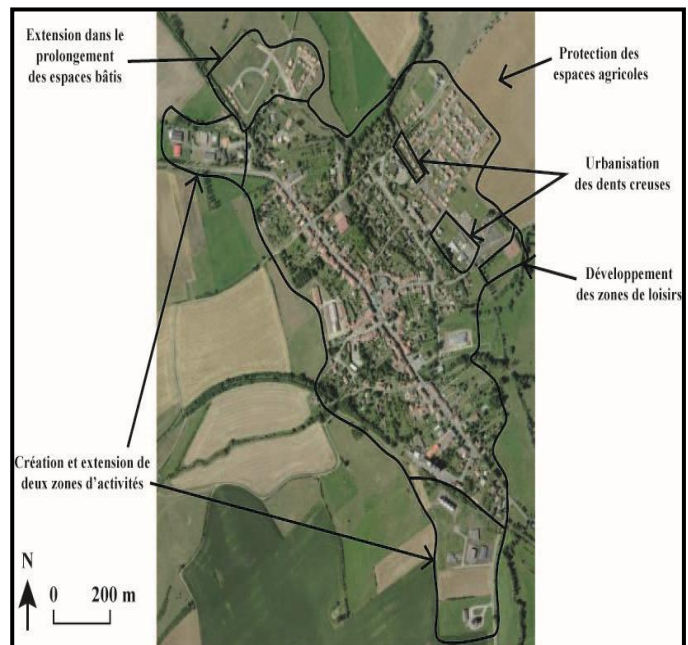 Extension dans le
prolongement
des espaces bâtis
Protection des
espaces agricoles
Urbanisation
des dents creuses
Développement
des zones de loisirs
Création et extension de
deux zones d'activités
N
0 200 m